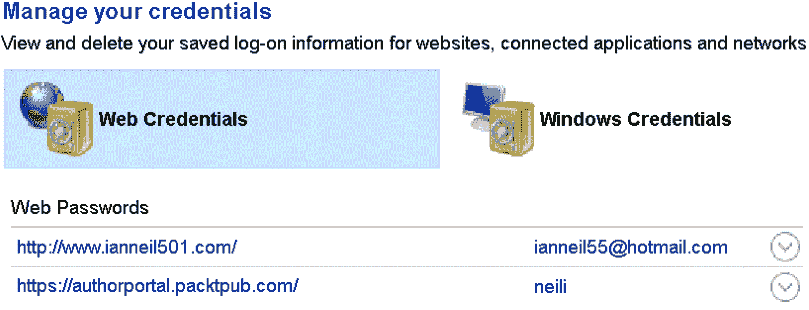 Manage your credentials
View and delete your saved log-on information for websites, connected applications and networks
Web Credentials Windows Credentials
Web Passwords
http://www.ianneil501.com/ ianneil55@hotmail.com
https://authorportal.packtpub.com/ neili